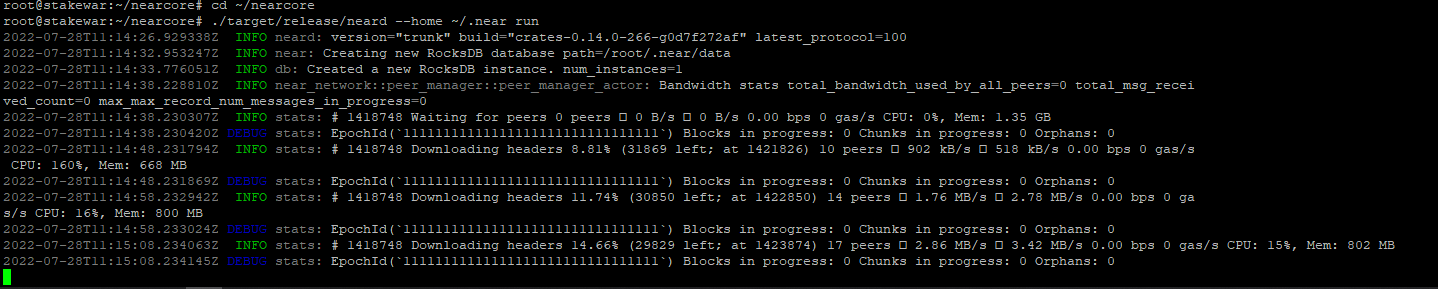 root@stakewar:~/nearcore# cd ~/nearcore
root@stakewar:~/nearcore# ./target/release/neard --home ~/.near run
2022-07-28T11:14:26.929338Z  INFO neard: version="trunk" build="crates-0.14.0-266-g0d7f272af" latest_protocol=100
2022-07-28T11:14:32.953247Z  INFO near: Creating new RocksDB database path=/root/.near/data
2022-07-28T11:14:33.776051Z  INFO db: Created a new RocksDB instance. num_instances=1
2022-07-28T11:14:38.228810Z  INFO near_network::peer_manager::peer_manager_actor: Bandwidth stats total_bandwidth_used_by_all_peers=0 total_msg_recei
ved_count=0 max_max_record_num_messages_in_progress=0
2022-07-28T11:14:38.230307Z  INFO stats: # 1418748 Waiting for peers 0 peers □ 0 B/s □ 0 B/s 0.00 bps 0 gas/s CPU: 0%, Mem: 1.35 GB
2022-07-28T11:14:38.230420Z DEBUG stats: EpochId(`11111111111111111111111111111111`) Blocks in progress: 0 Chunks in progress: 0 Orphans: 0
2022-07-28T11:14:48.231794Z  INFO stats: # 1418748 Downloading headers 8.81% (31869 left; at 1421826) 10 peers □ 902 kB/s □ 518 kB/s 0.00 bps 0 gas/s
 CPU: 160%, Mem: 668 MB
2022-07-28T11:14:48.231869Z DEBUG stats: EpochId(`11111111111111111111111111111111`) Blocks in progress: 0 Chunks in progress: 0 Orphans: 0
2022-07-28T11:14:58.232942Z  INFO stats: # 1418748 Downloading headers 11.74% (30850 left; at 1422850) 14 peers □ 1.76 MB/s □ 2.78 MB/s 0.00 bps 0 ga
s/s CPU: 16%, Mem: 800 MB
2022-07-28T11:14:58.233024Z DEBUG stats: EpochId(`11111111111111111111111111111111`) Blocks in progress: 0 Chunks in progress: 0 Orphans: 0
2022-07-28T11:15:08.234063Z  INFO stats: # 1418748 Downloading headers 14.66% (29829 left; at 1423874) 17 peers □ 2.86 MB/s □ 3.42 MB/s 0.00 bps 0 gas/s CPU: 15%, Mem: 802 MB
2022-07-28T11:15:08.234145Z DEBUG stats: EpochId(`11111111111111111111111111111111`) Blocks in progress: 0 Chunks in progress: 0 Orphans: 0